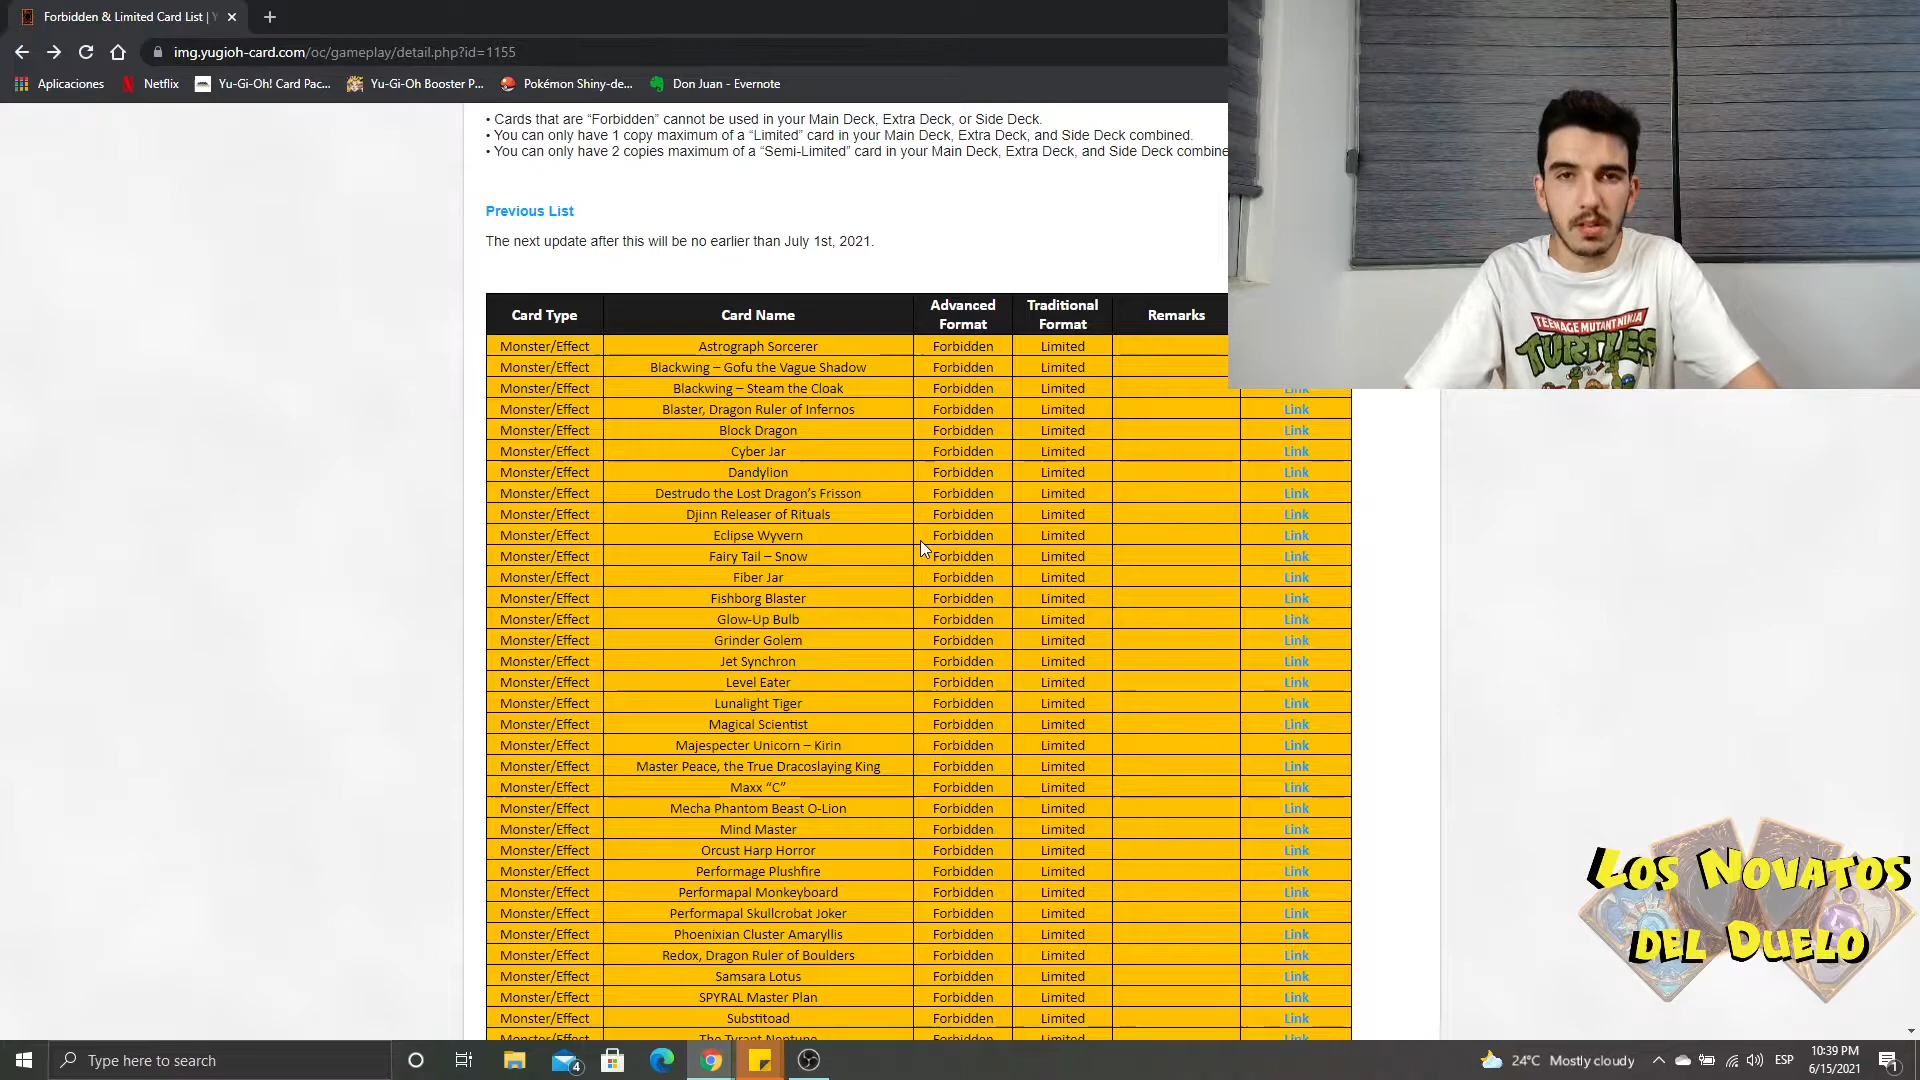 Forbidden & Limited Card List | Y
img.yugioh-card.com/oc/gameplay/detail.php?id=1155
Aplicaciones Netflix Yu-Gi-Oh! Card Pac... Yu-Gi-Oh Booster P... Pokémon Shiny-de... Don Juan - Evernote
• Cards that are “Forbidden” cannot be used in your Main Deck, Extra Deck, or Side Deck.
• You can only have 1 copy maximum of a “Limited” card in your Main Deck, Extra Deck, and Side Deck combined.
• You can only have 2 copies maximum of a “Semi-Limited” card in your Main Deck, Extra Deck, and Side Deck combine
Previous List
The next update after this will be no earlier than July 1st, 2021.
Card Type Card Name Advanced Format Traditional Format Remarks
Monster/Effect Astrograph Sorcerer Forbidden Limited
Monster/Effect Blackwing – Gofu the Vague Shadow Forbidden Limited
Monster/Effect Blackwing – Steam the Cloak Forbidden Limited Link
Monster/Effect Blaster, Dragon Ruler of Infernos Forbidden Limited Link
Monster/Effect Block Dragon Forbidden Limited Link
Monster/Effect Cyber Jar Forbidden Limited Link
Monster/Effect Dandylion Forbidden Limited Link
Monster/Effect Destrudo the Lost Dragon’s Frisson Forbidden Limited Link
Monster/Effect Djinn Releaser of Rituals Forbidden Limited Link
Monster/Effect Eclipse Wyvern Forbidden Limited Link
Monster/Effect Fairy Tail – Snow Forbidden Limited Link
Monster/Effect Fiber Jar Forbidden Limited Link
Monster/Effect Fishborg Blaster Forbidden Limited Link
Monster/Effect Glow-Up Bulb Forbidden Limited Link
Monster/Effect Grinder Golem Forbidden Limited Link
Monster/Effect Jet Synchron Forbidden Limited Link
Monster/Effect Level Eater Forbidden Limited Link
Monster/Effect Lunalight Tiger Forbidden Limited Link
Monster/Effect Magical Scientist Forbidden Limited Link
Monster/Effect Majespecter Unicorn – Kirin Forbidden Limited Link
Monster/Effect Master Peace, the True Dracoslaying King Forbidden Limited Link
Monster/Effect Maxx “C” Forbidden Limited Link
Monster/Effect Mecha Phantom Beast O-Lion Forbidden Limited Link
Monster/Effect Mind Master Forbidden Limited Link
Monster/Effect Orcust Harp Horror Forbidden Limited Link
Monster/Effect Performage Plushfire Forbidden Limited Link
Monster/Effect Performapal Monkeyboard Forbidden Limited Link
Monster/Effect Performapal Skullcrobat Joker Forbidden Limited Link
Monster/Effect Phoenixian Cluster Amaryllis Forbidden Limited Link
Monster/Effect Redox, Dragon Ruler of Boulders Forbidden Limited Link
Monster/Effect Samsara Lotus Forbidden Limited Link
Monster/Effect SPYRAL Master Plan Forbidden Limited Link
Monster/Effect Substitoad Forbidden Limited Link
Monster/Effect The Tyrant Neptune Forbidden Limited Link
TEENAGE MUTANT NINJA
TURTLES
LOS NOVATOS
DEL DUELO
Type here to search 4 24°C Mostly cloudy ESP 10:39 PM
6/15/2021 1